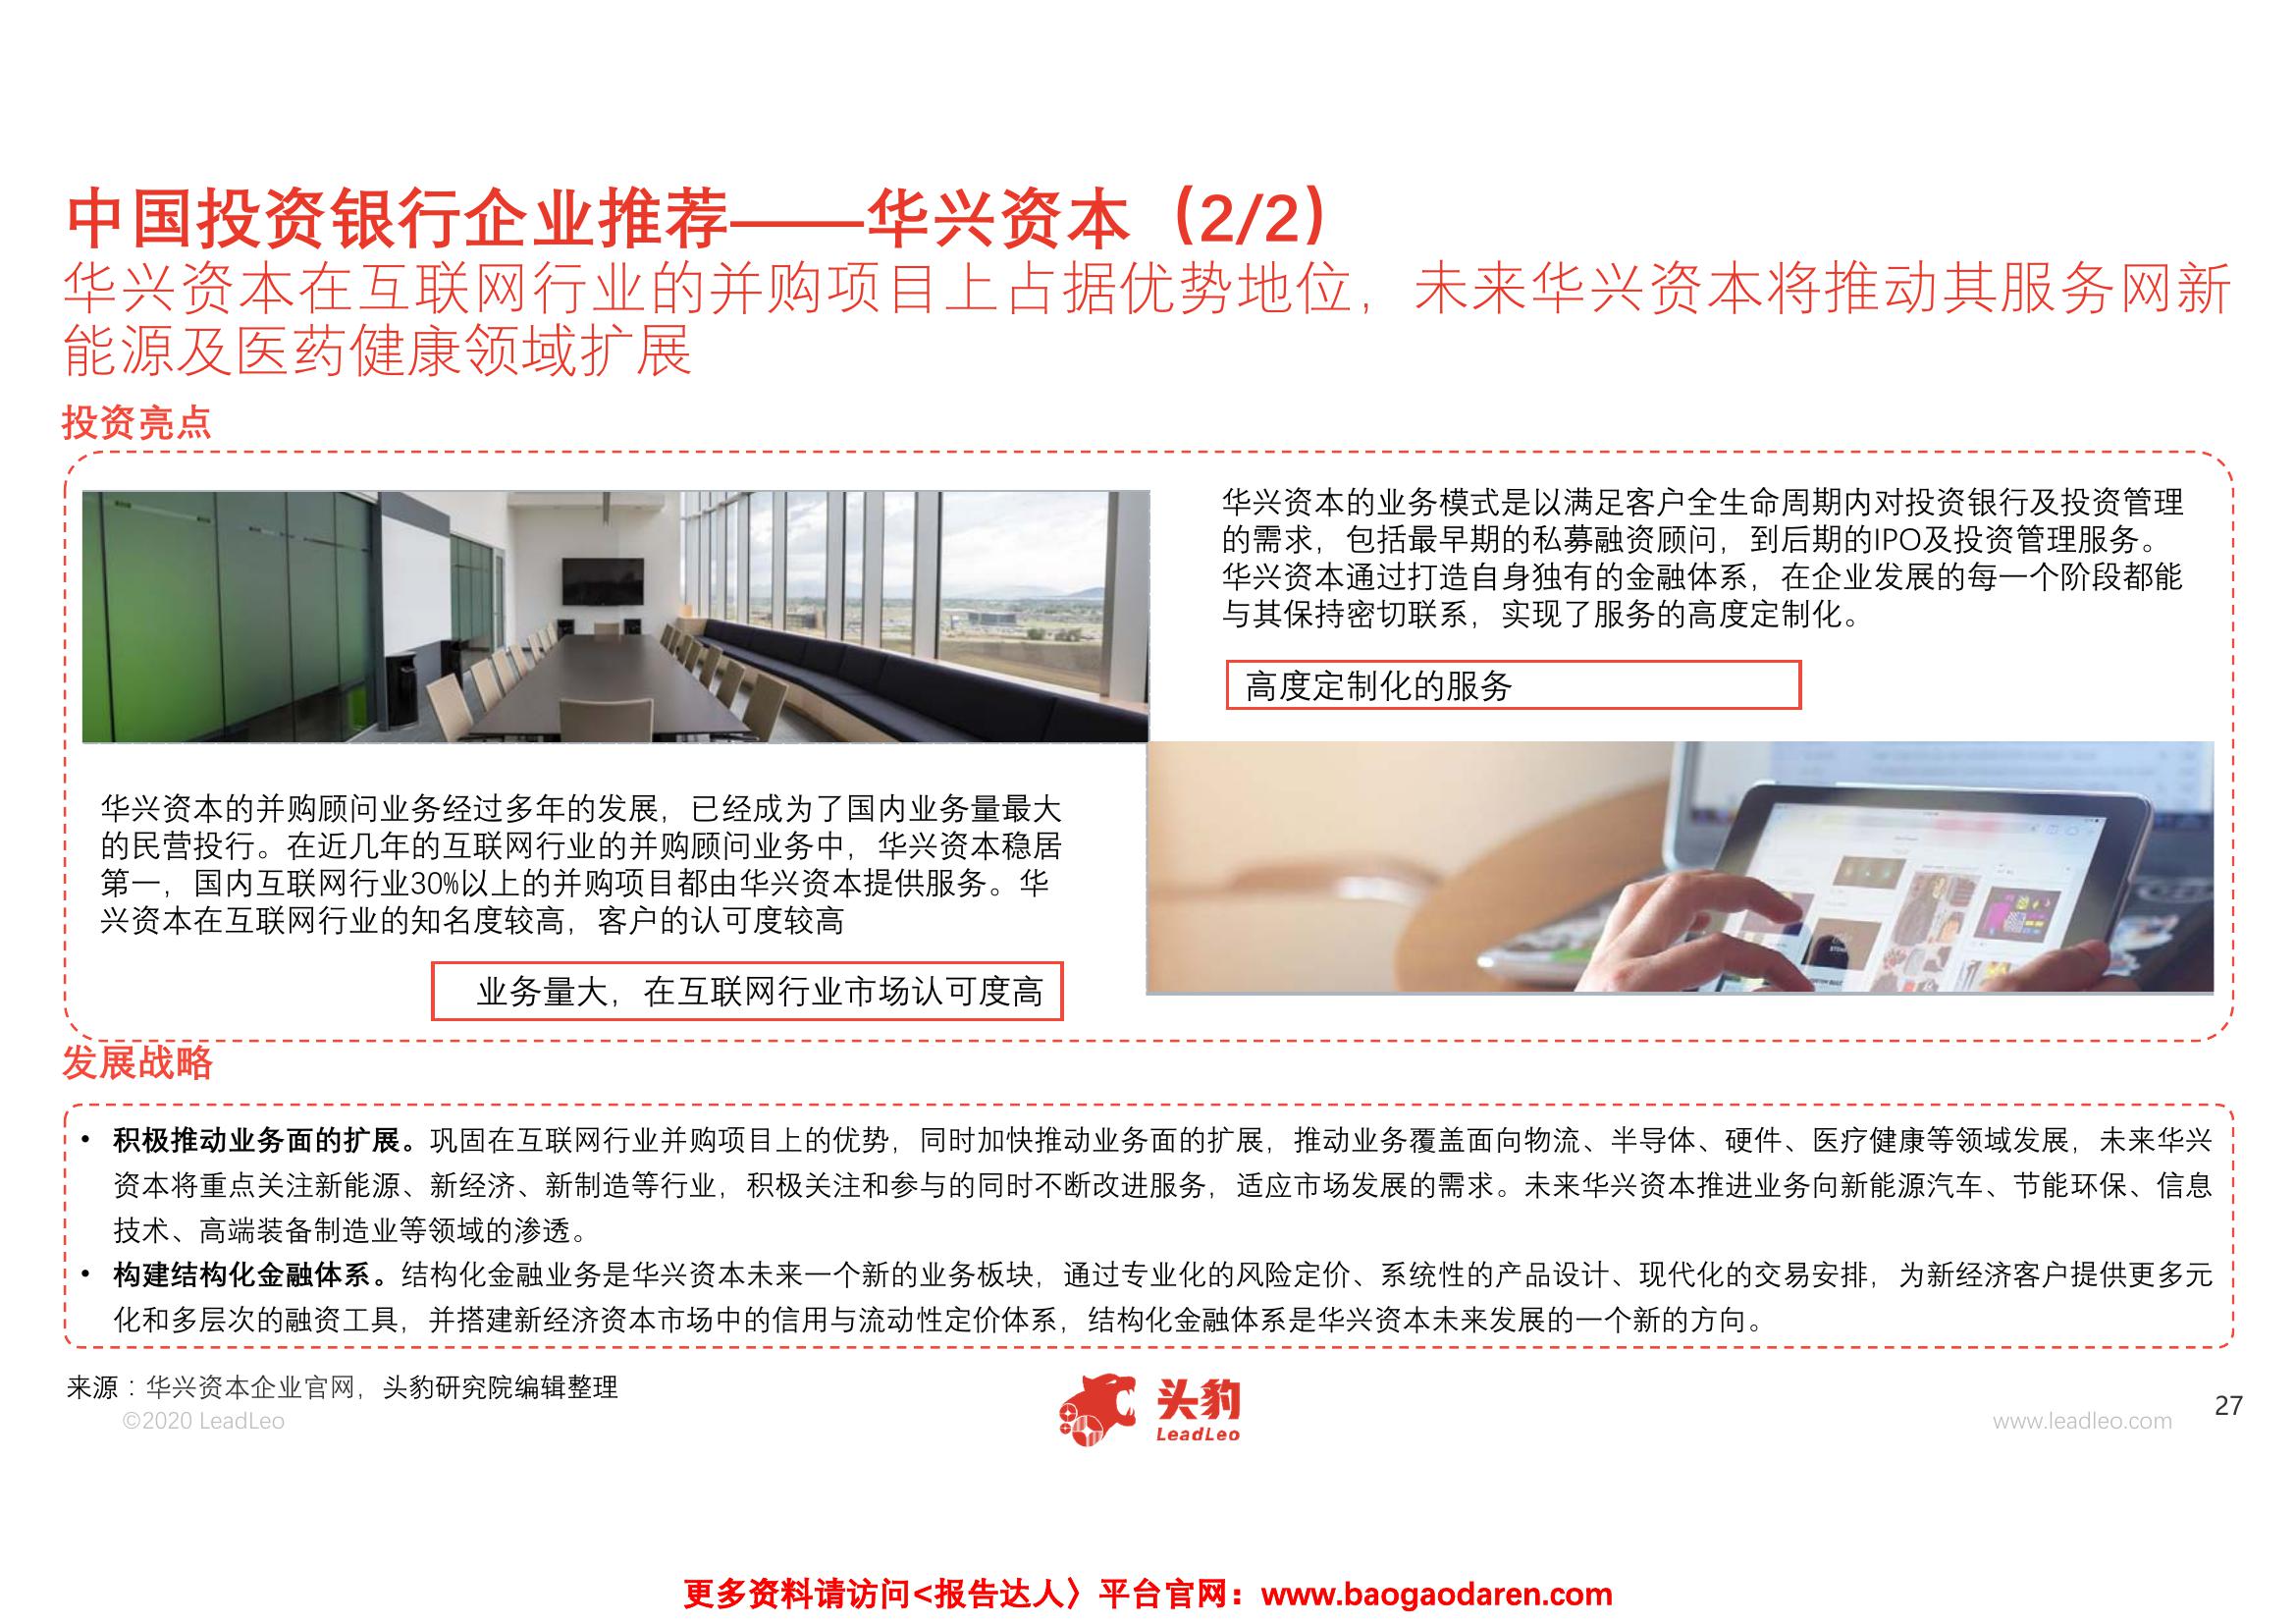 中国投资银行企业推荐——华兴资本（2/2）
华兴资本在互联网行业的并购项目上占据优势地位，未来华兴资本将推动其服务网新
能源及医药健康领域扩展
投资亮点
华兴资本的业务模式是以满足客户全生命周期内对投资银行及投资管理
的需求，包括最早期的私募融资顾问，到后期的IPO及投资管理服务。
华兴资本通过打造自身独有的金融体系，在企业发展的每一个阶段都能
与其保持密切联系，实现了服务的高度定制化。
高度定制化的服务
华兴资本的并购顾问业务经过多年的发展，已经成为了国内业务量最大
的民营投行。在近几年的互联网行业的并购顾问业务中，华兴资本稳居
第一，国内互联网行业30%以上的并购项目都由华兴资本提供服务。华
兴资本在互联网行业的知名度较高，客户的认可度较高
业务量大，在互联网行业市场认可度高
发展战略
• 积极推动业务面的扩展。巩固在互联网行业并购项目上的优势，同时加快推动业务面的扩展，推动业务覆盖面向物流、半导体、硬件、医疗健康等领域发展，未来华兴
资本将重点关注新能源、新经济、新制造等行业，积极关注和参与的同时不断改进服务，适应市场发展的需求。未来华兴资本推进业务向新能源汽车、节能环保、信息
技术、高端装备制造业等领域的渗透。
• 构建结构化金融体系。结构化金融业务是华兴资本未来一个新的业务板块，通过专业化的风险定价、系统性的产品设计、现代化的交易安排，为新经济客户提供更多元
化和多层次的融资工具，并搭建新经济资本市场中的信用与流动性定价体系，结构化金融体系是华兴资本未来发展的一个新的方向。
来源：华兴资本企业官网，头豹研究院编辑整理
©2020 LeadLeo
头豹
LeadLeo
www.leadleo.com
27
更多资料请访问<报告达人〉平台官网：www.baogaodaren.com